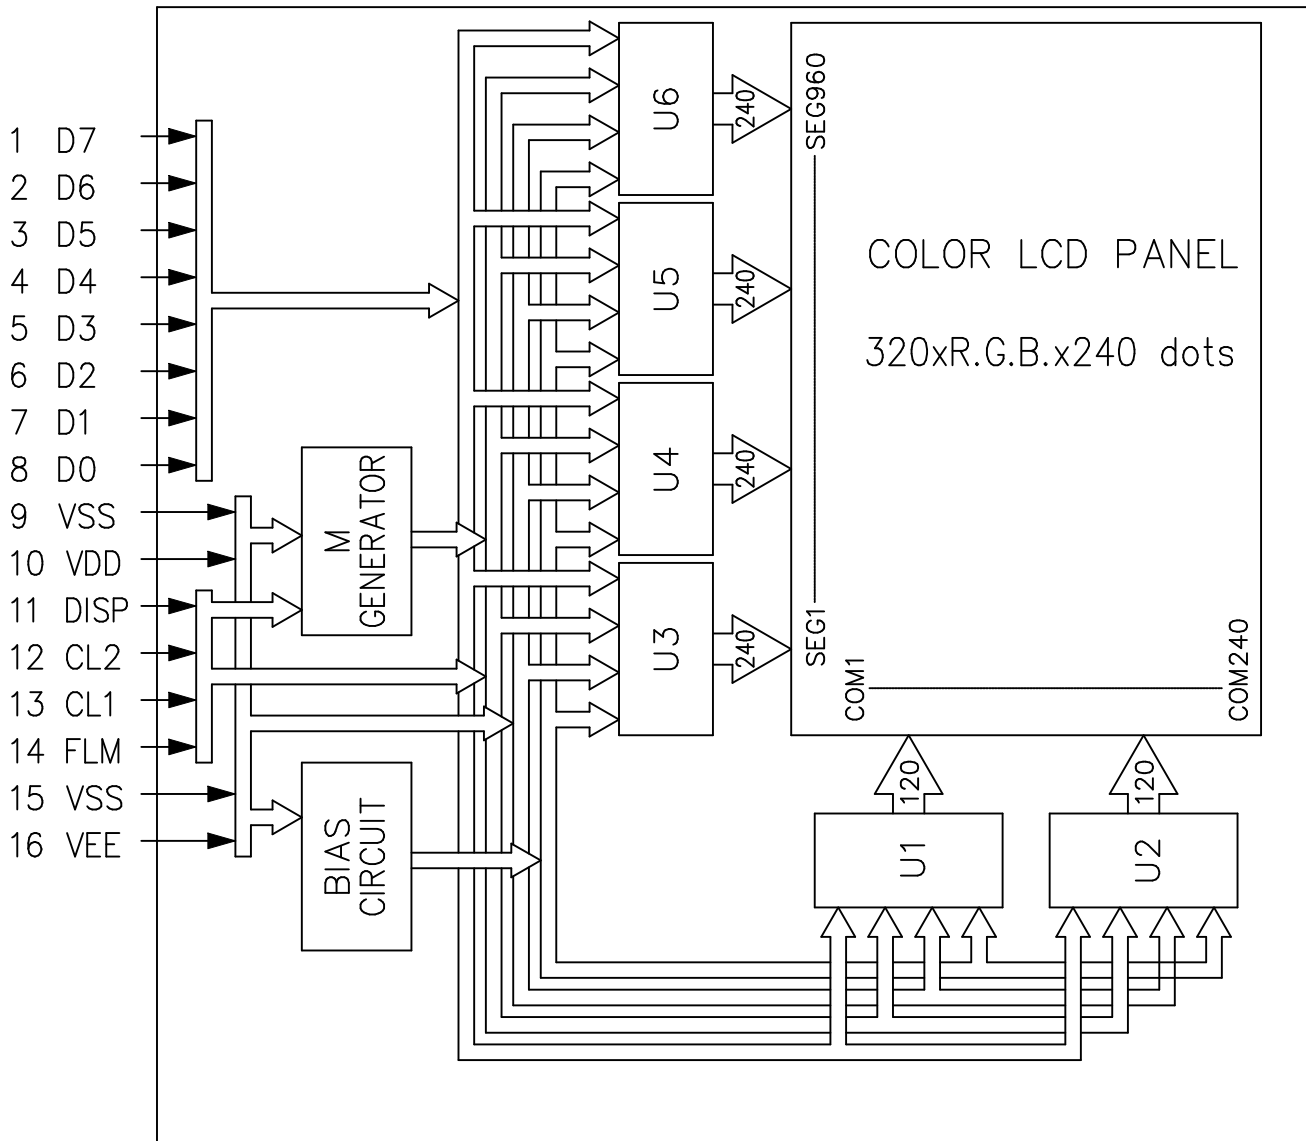 1 D7
2 D6
3 D5
4 D4
5 D3
6 D2
7 D1
8 D0
9 VSS
10 VDD
11 DISP
12 CL2
13 CL1
14 FLM
15 VSS
16 VEE
M
GENERATOR
BIAS
CIRCUIT
U6
U5
U4
U3
240
240
240
240
SEG960
SEG1
COLOR LCD PANEL
320xR.G.B.x240 dots
COM1
COM240
120
120
U1
U2